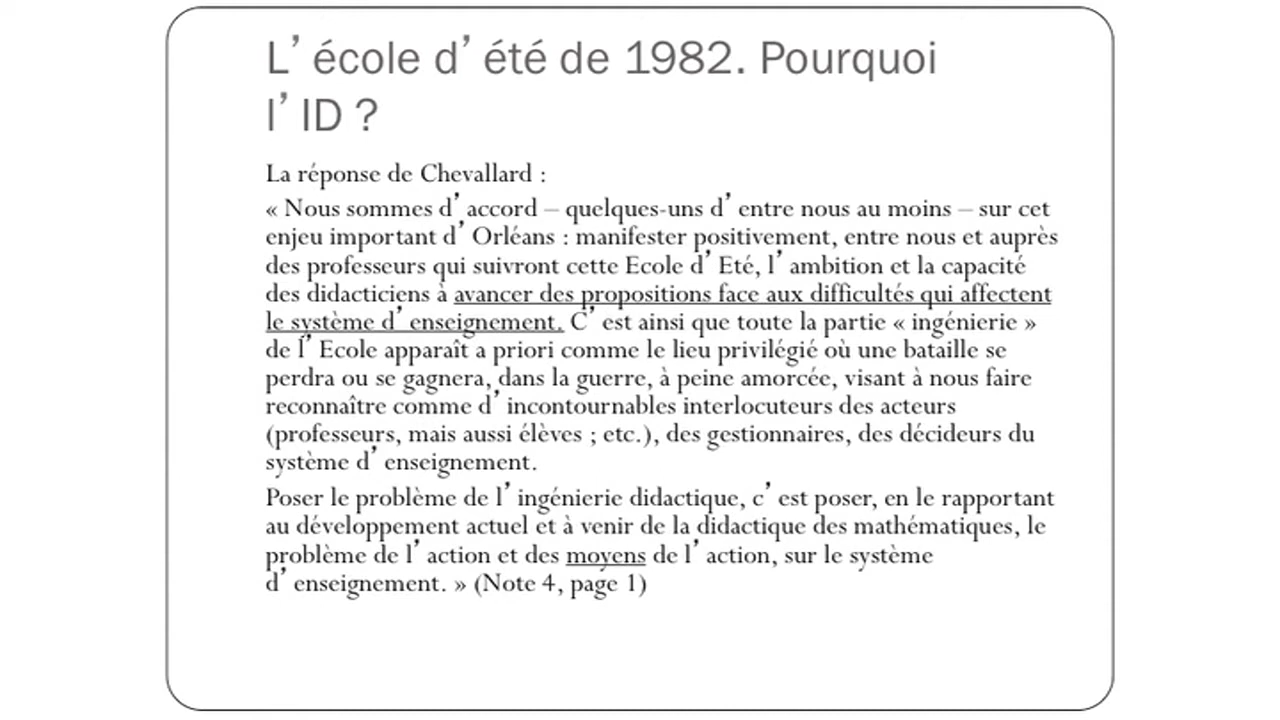 L’ école d’ été de 1982. Pourquoi
l’ ID ?
La réponse de Chevallard :
« Nous sommes d’ accord – quelques-uns d’ entre nous au moins – sur cet
enjeu important d’ Orléans : manifester positivement, entre nous et auprès
des professeurs qui suivront cette Ecole d’ Eté, l’ ambition et la capacité
des didacticiens à avancer des propositions face aux difficultés qui affectent
le système d’ enseignement. C’ est ainsi que toute la partie « ingénierie »
de l’ Ecole apparaît a priori comme le lieu privilégié où une bataille se
perdra ou se gagnera, dans la guerre, à peine amorcée, visant à nous faire
reconnaître comme d’ incontournables interlocuteurs des acteurs
(professeurs, mais aussi élèves ; etc.), des gestionnaires, des décideurs du
système d’ enseignement.
Poser le problème de l’ ingénierie didactique, c’ est poser, en le rapportant
au développement actuel et à venir de la didactique des mathématiques, le
problème de l’ action et des moyens de l’ action, sur le système
d’ enseignement. » (Note 4, page 1)